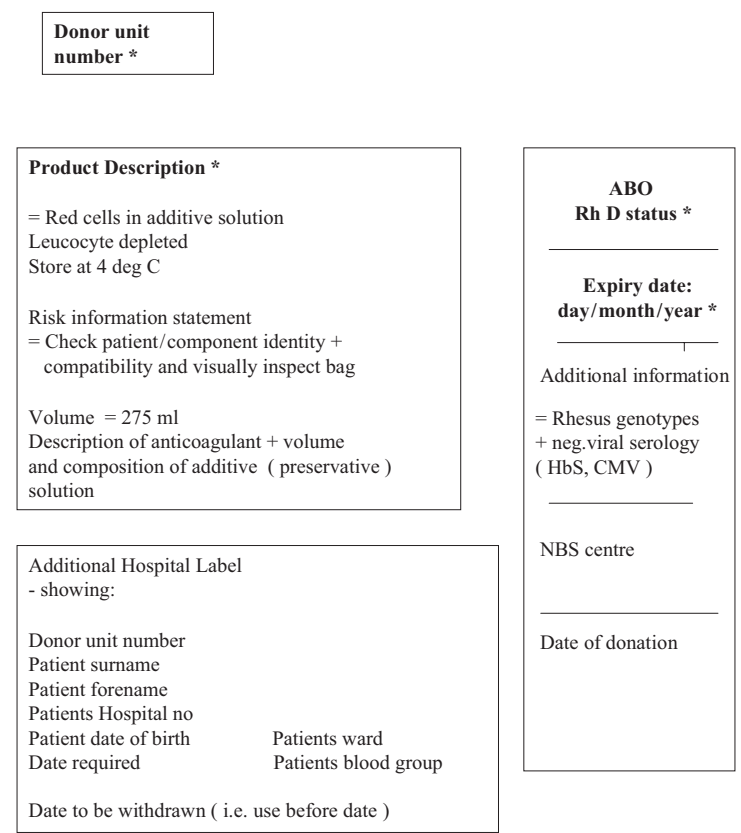 Donor unit
number *
Product Description *
= Red cells in additive solution
Leucocyte depleted
Store at 4 deg C
Risk information statement
= Check patient/component identity +
compatibility and visually inspect bag
Volume = 275 ml
Description of anticoagulant + volume
and composition of additive ( preservative )
solution
ABO
Rh D status *
Expiry date:
day/month/year *
Additional information
= Rhesus genotypes
+ neg.viral serology
( HbS, CMV )
NBS centre
Date of donation
Additional Hospital Label
- showing:
Donor unit number
Patient surname
Patient forename
Patients Hospital no
Patient date of birth Patients ward
Date required Patients blood group
Date to be withdrawn ( i.e. use before date )